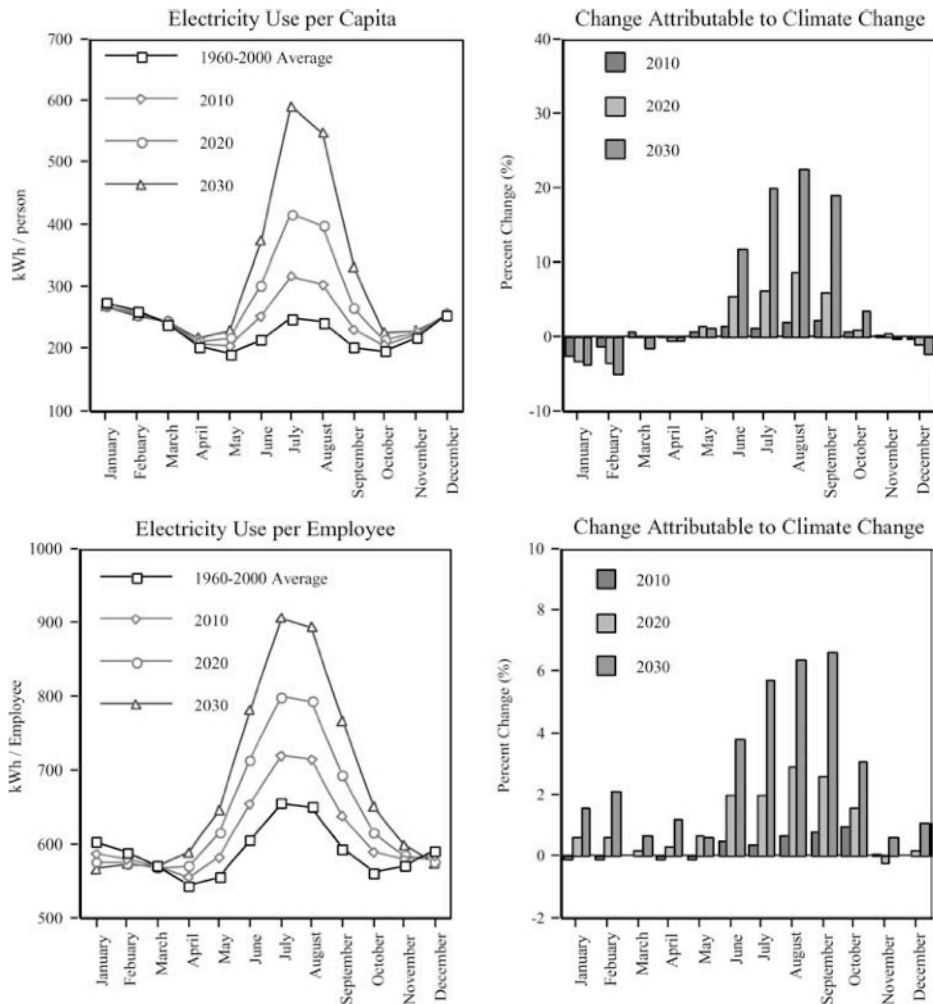 Electricity Use per Capita
700
600
500
400
300
200
100
kWh / person
1960-2000 Average
2010
2020
2030
January
Febuary
March
April
May
June
July
August
September
October
November
December
Change Attributable to Climate Change
40
30
20
10
0
-10
Percent Change (%)
2010
2020
2030
January
Febuary
March
April
May
June
July
August
September
October
November
December
Electricity Use per Employee
1000
900
800
700
600
500
kWh / Employee
1960-2000 Average
2010
2020
2030
January
Febuary
March
April
May
June
July
August
September
October
November
December
Change Attributable to Climate Change
10
8
6
4
2
0
-2
Percent Change (%)
2010
2020
2030
January
Febuary
March
April
May
June
July
August
September
October
November
December